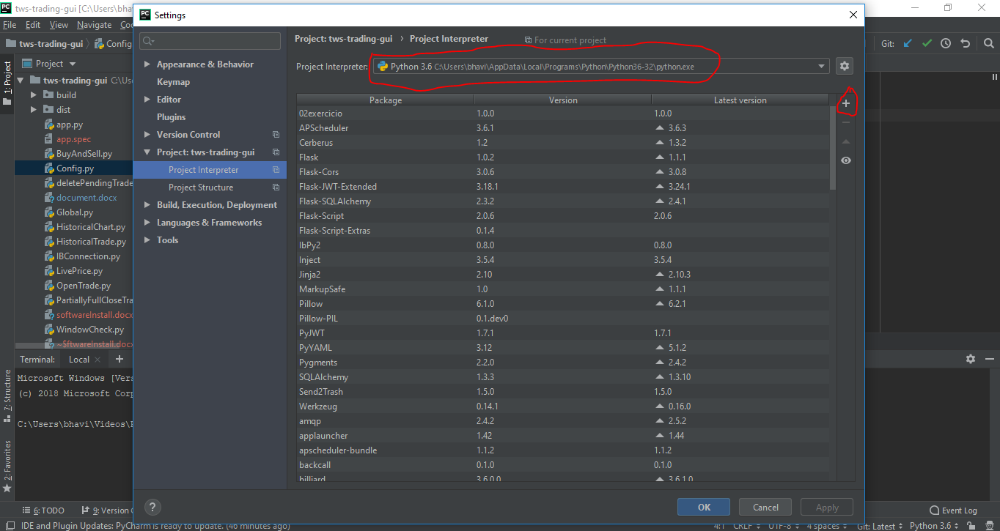 PC tws-trading-gui [C:\Users\bhavi
File Edit View Navigate
tws-trading-gui Config
Git:
1: Project
Project
tws-trading-gui C:\Users
build
dist
app.py
app.spec
BuyAndSell.py
Config.py
deletePendingTrade
document.docx
Global.py
HistoricalChart.py
HistoricalTrade.py
IBConnection.py
LivePrice.py
OpenTrade.py
PartiallyFullCloseTra
softwareInstall.docx
WindowCheck.py
~$ftwareInstall.docx
Terminal: Local × +
Microsoft Windows [Vers
(c) 2018 Microsoft Corp
C:\Users\bhavi\Videos\
7: Structure
2: Favorites
PC Settings
Appearance & Behavior
Keymap
Editor
Plugins
Version Control
Project: tws-trading-gui
Project Interpreter
Project Structure
Build, Execution, Deployment
Languages & Frameworks
Tools
Project: tws-trading-gui › Project Interpreter For current project
Project Interpreter: Python 3.6 C:\Users\bhavi\AppData\Local\Programs\Python\Python36-32\python.exe
Package Version Latest version
02exercicio 1.0.0 1.0.0
APScheduler 3.6.1 3.6.3
Cerberus 1.2 1.3.2
Flask 1.0.2 1.1.1
Flask-Cors 3.0.6 3.0.8
Flask-JWT-Extended 3.18.1 3.24.1
Flask-SQLAlchemy 2.3.2 2.4.1
Flask-Script 2.0.6 2.0.6
Flask-Script-Extras 0.1.4
IbPy2 0.8.0 0.8.0
Inject 3.5.4 3.5.4
Jinja2 2.10 2.10.3
MarkupSafe 1.0 1.1.1
Pillow 6.1.0 6.2.1
Pillow-PIL 0.1.dev0
PyJWT 1.7.1 1.7.1
PyYAML 3.12 5.1.2
Pygments 2.2.0 2.4.2
SQLAlchemy 1.3.3 1.3.10
Send2Trash 1.5.0 1.5.0
Werkzeug 0.14.1 0.16.0
amqp 2.4.2 2.5.2
applauncher 1.42 1.44
apscheduler-bundle 1.1.2 1.1.2
backcall 0.1.0 0.1.0
hilliard 3.6.0.0 3.6.1.0
? OK Cancel Apply
6: TODO 9: Version Event Log
IDE and Plugin Updates: PyCharm is ready to update. (46 minutes ago) 4:1 CRLF UTF-8 4 spaces Git: Latest Python 3.6